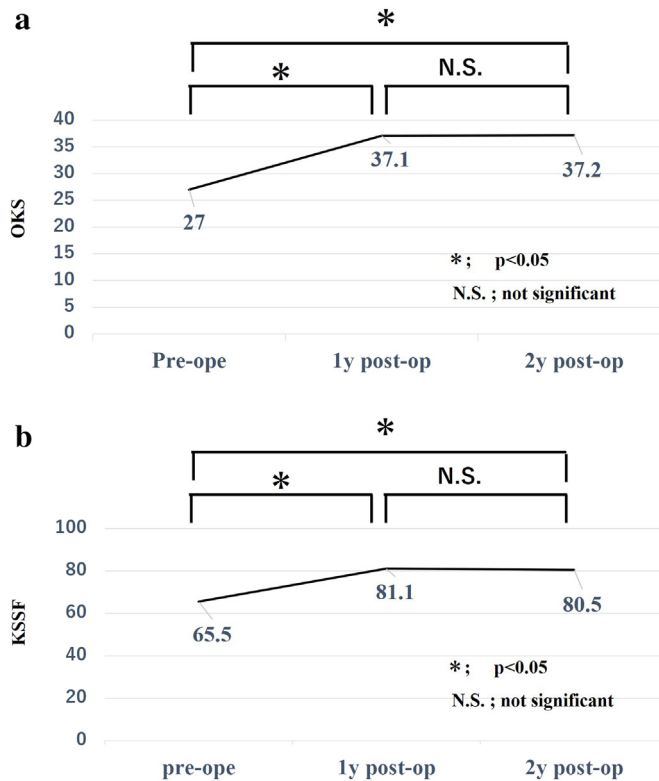 a
*
*
N.S.
40
35
30
25
20
15
10
5
0
OKS
27
37.1
37.2
* ; p<0.05
N.S. ; not significant
Pre-ope 1y post-op 2y post-op
b
*
*
N.S.
100
80
60
40
20
0
KSSF
65.5
81.1
80.5
* ; p<0.05
N.S. ; not significant
pre-ope 1y post-op 2y post-op